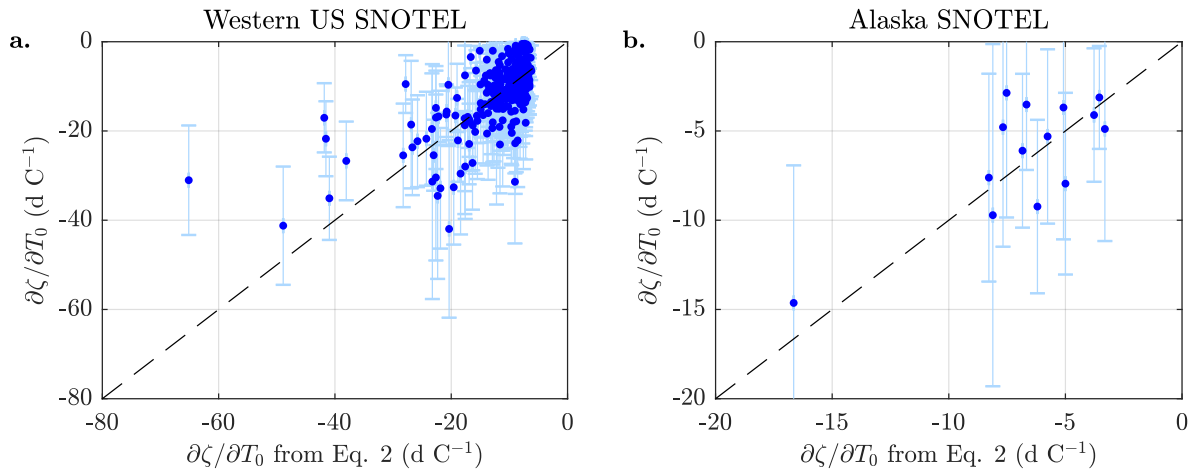 a.
Western US SNOTEL
0
-20
-40
-60
-80
∂ζ/∂T₀ (d C⁻¹)
-80 -60 -40 -20 0
∂ζ/∂T₀ from Eq. 2 (d C⁻¹)
b.
Alaska SNOTEL
0
-5
-10
-15
-20
∂ζ/∂T₀ (d C⁻¹)
-20 -15 -10 -5 0
∂ζ/∂T₀ from Eq. 2 (d C⁻¹)